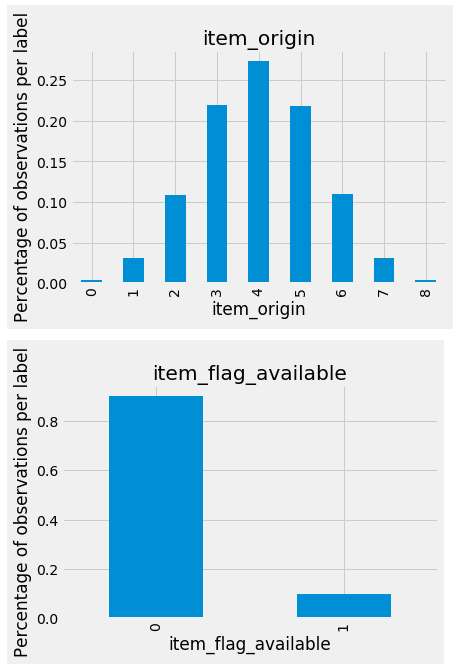 item_origin
Percentage of observations per label
0.25
0.20
0.15
0.10
0.05
0.00
0 1 2 3 4 5 6 7 8
item_origin
item_flag_available
Percentage of observations per label
0.8
0.6
0.4
0.2
0.0
0 1
item_flag_available